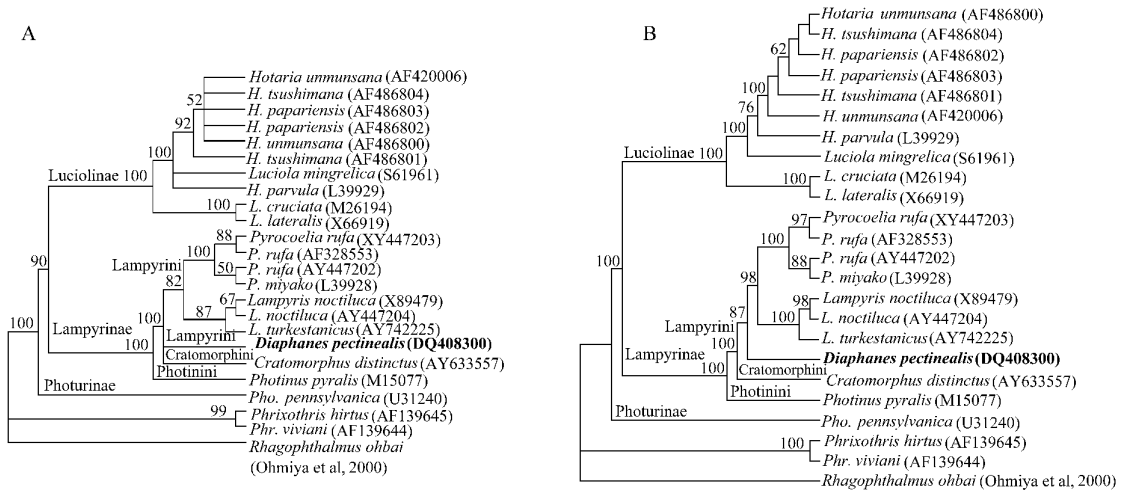 A
Hotaria unmunsana (AF420006)
H. tsushimana (AF486804)
52
H. papariensis (AF486803)
H. papariensis (AF486802)
92
H. unmunsana (AF486800)
100
H. tsushimana (AF486801)
Luciolinae 100
Luciola mingrelica (S61961)
H. parvula (L39929)
100
L. cruciata (M26194)
L. lateralis (X66919)
88
Pyrocoelia rufa (XY447203)
100
P. rufa (AF328553)
90
Lampyrini
50
P. rufa (AY447202)
82
P. miyako (L39928)
67
Lampyris noctiluca (X89479)
87
L. noctiluca (AY447204)
100
Lampyrinae
100
Lampyrini
L. turkestanicus (AY742225)
100
Diaphanes pectinealis (DQ408300)
Cratomorphini
Cratomorphus distinctus (AY633557)
Photinini
Photinus pyralis (M15077)
Photurinae
Pho. pennsylvanica (U31240)
99
Phrixothris hirtus (AF139645)
Phr. viviani (AF139644)
Rhagophthalmus ohbai
(Ohmiya et al, 2000)
B
Hotaria unmunsana (AF486800)
H. tsushimana (AF486804)
62
H. papariensis (AF486802)
H. papariensis (AF486803)
100
H. tsushimana (AF486801)
76
H. unmunsana (AF420006)
100
H. parvula (L39929)
Luciolinae 100
Luciola mingrelica (S61961)
100
L. cruciata (M26194)
L. lateralis (X66919)
97
Pyrocoelia rufa (XY447203)
100
P. rufa (AF328553)
100
88
P. rufa (AY447202)
98
P. miyako (L39928)
98
Lampyris noctiluca (X89479)
87
100
L. noctiluca (AY447204)
Lampyrini
100
L. turkestanicus (AY742225)
Lampyrinae
100
Diaphanes pectinealis (DQ408300)
Cratomorphini
Cratomorphus distinctus (AY633557)
Photinini
Photinus pyralis (M15077)
Photurinae
Pho. pennsylvanica (U31240)
100
Phrixothris hirtus (AF139645)
Phr. viviani (AF139644)
Rhagophthalmus ohbai (Ohmiya et al, 2000)